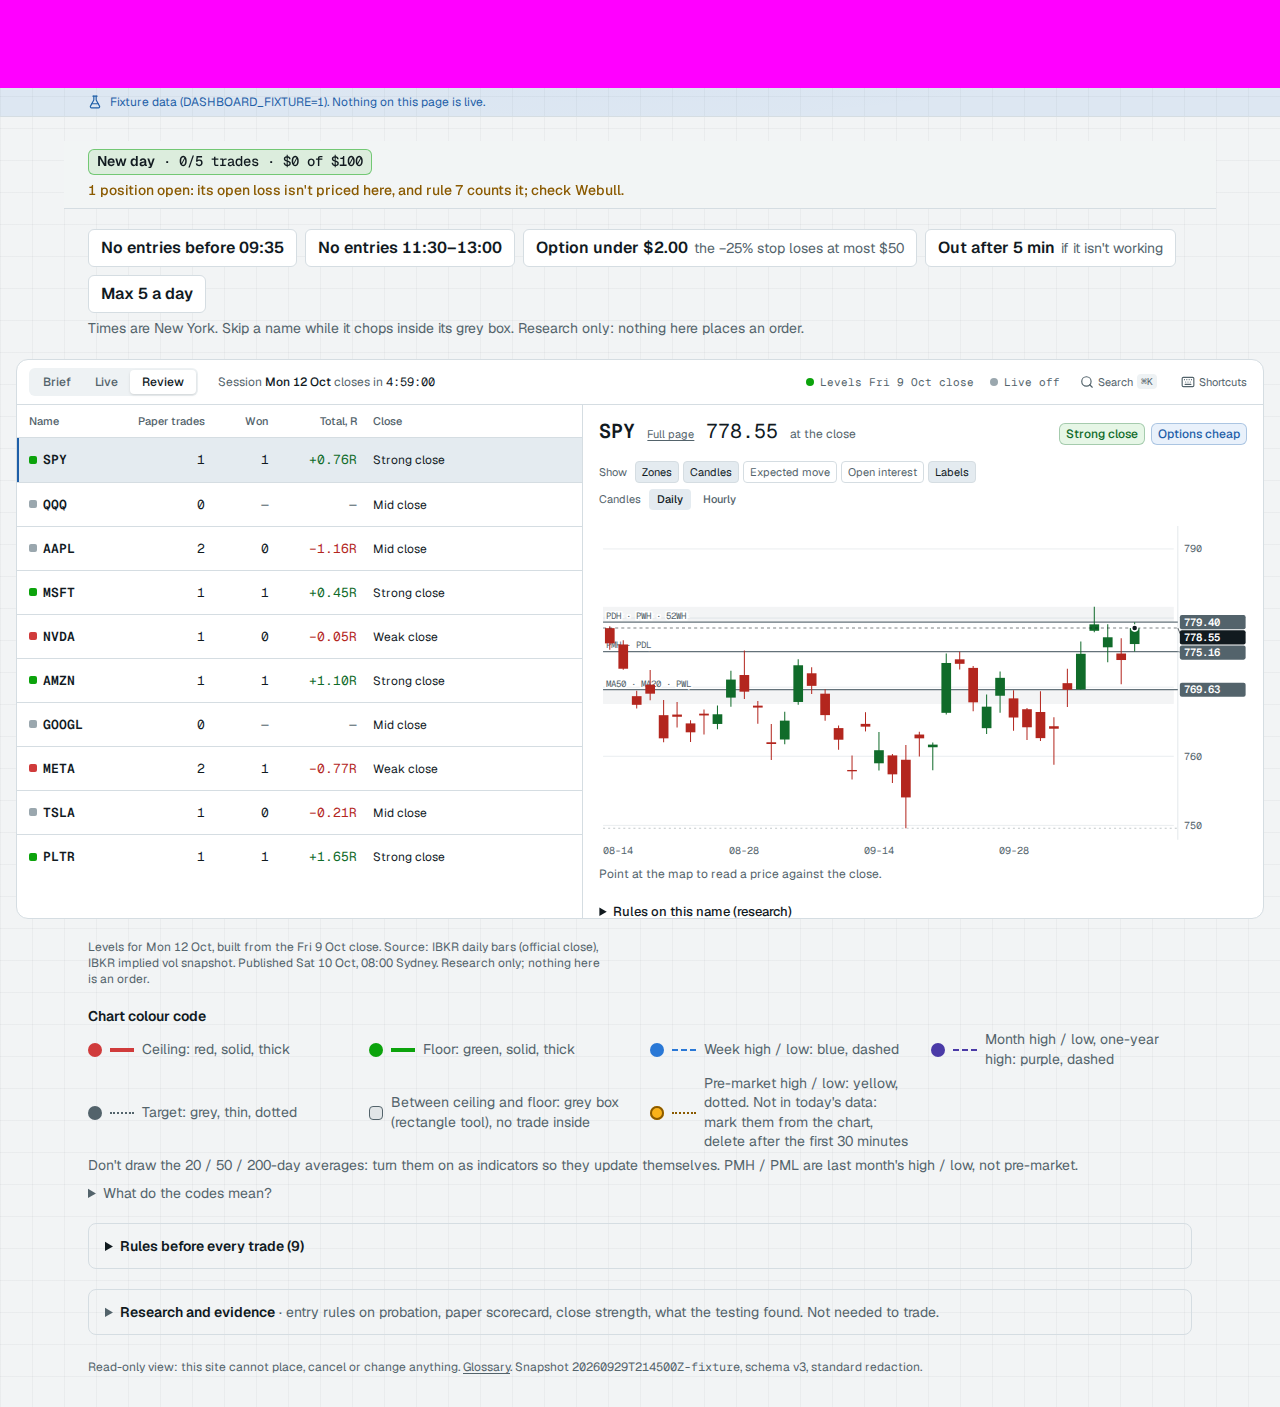 Fixture data (DASHBOARD_FIXTURE=1). Nothing on this page is live.
New day · 0/5 trades · $0 of $100
1 position open: its open loss isn't priced here, and rule 7 counts it; check Webull.
No entries before 09:35
No entries 11:30–13:00
Option under $2.00 the −25% stop loses at most $50
Out after 5 min if it isn't working
Max 5 a day
Times are New York. Skip a name while it chops inside its grey box. Research only: nothing here places an order.
Brief Live Review Session Mon 12 Oct closes in 4:59:00
Levels Fri 9 Oct close Live off Search ⌘K Shortcuts
Name Paper trades Won Total, R Close
SPY 1 1 +0.76R Strong close
QQQ 0 – – Mid close
AAPL 2 0 −1.16R Mid close
MSFT 1 1 +0.45R Strong close
NVDA 1 0 −0.05R Weak close
AMZN 1 1 +1.10R Strong close
GOOGL 0 – – Mid close
META 2 1 −0.77R Weak close
TSLA 1 0 −0.21R Mid close
PLTR 1 1 +1.65R Strong close
SPY Full page 778.55 at the close Strong close Options cheap
Show Zones Candles Expected move Open interest Labels
Candles Daily Hourly
790
PDH · PWH · 52WH
779.40
778.55
PDL
775.16
MA50 · MA20 · PWL
769.63
760
750
08-14 08-28 09-14 09-28
Point at the map to read a price against the close.
Rules on this name (research)
Levels for Mon 12 Oct, built from the Fri 9 Oct close. Source: IBKR daily bars (official close),
IBKR implied vol snapshot. Published Sat 10 Oct, 08:00 Sydney. Research only; nothing here
is an order.
Chart colour code
Ceiling: red, solid, thick
Floor: green, solid, thick
Week high / low: blue, dashed
Month high / low, one-year
high: purple, dashed
Target: grey, thin, dotted
Between ceiling and floor: grey box
(rectangle tool), no trade inside
Pre-market high / low: yellow,
dotted. Not in today's data:
mark them from the chart,
delete after the first 30 minutes
Don't draw the 20 / 50 / 200-day averages: turn them on as indicators so they update themselves. PMH / PML are last month's high / low, not pre-market.
What do the codes mean?
Rules before every trade (9)
Research and evidence · entry rules on probation, paper scorecard, close strength, what the testing found. Not needed to trade.
Read-only view: this site cannot place, cancel or change anything. Glossary. Snapshot 20260929T214500Z-fixture, schema v3, standard redaction.